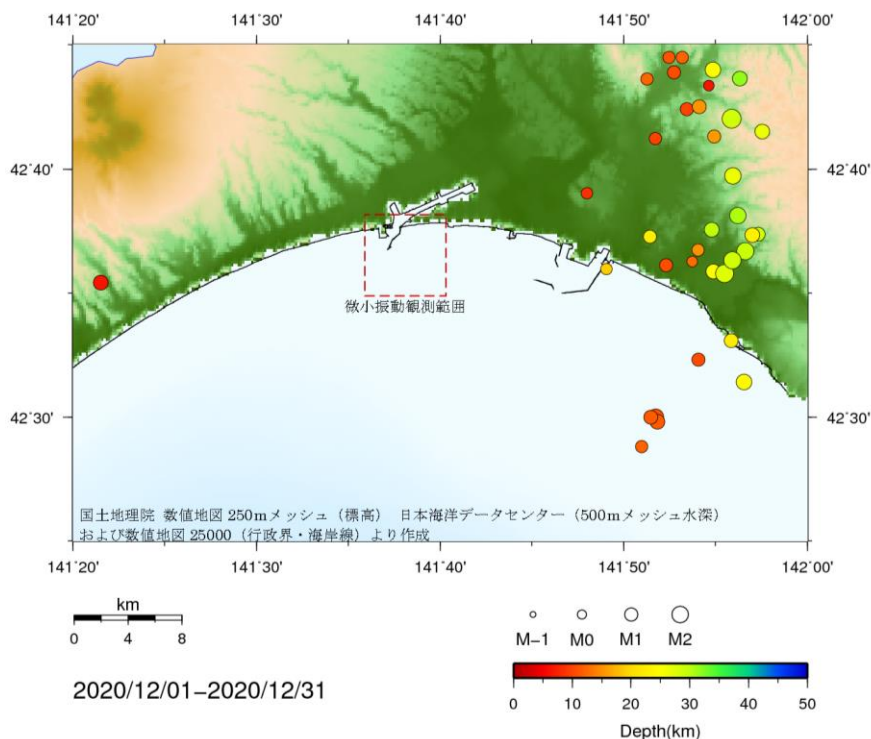 141°20' 141°30' 141°40' 141°50' 142°00'
42°40' 42°40'
微小振動観測範囲
42°30' 42°30'
国土地理院 数値地図 250mメッシュ（標高） 日本海洋データセンター（500mメッシュ水深）
および数値地図 25000（行政界・海岸線）より作成
141°20' 141°30' 141°40' 141°50' 142°00'
km
0 4 8
M-1 M0 M1 M2
2020/12/01-2020/12/31
0 10 20 30 40 50
Depth(km)